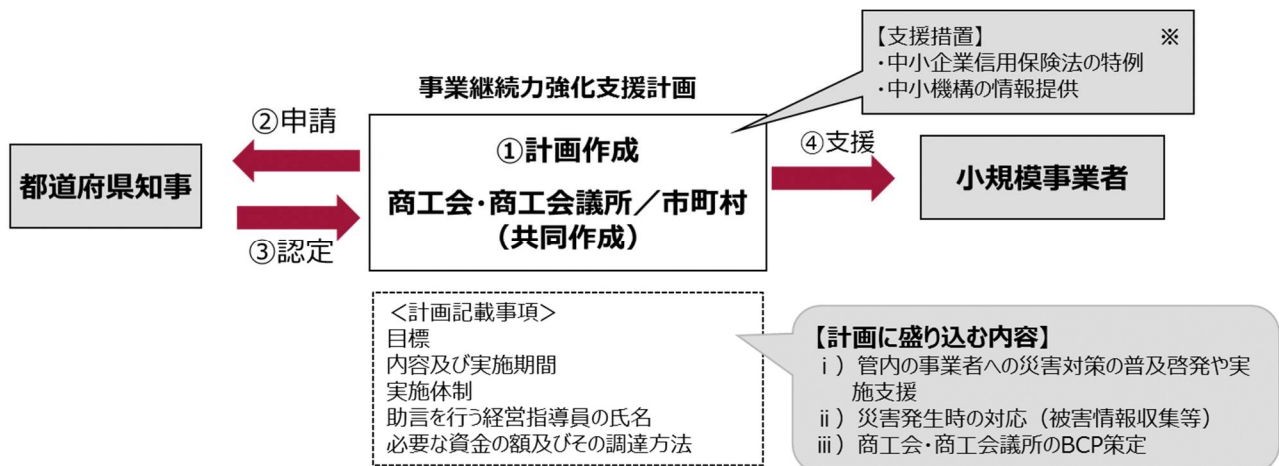 【支援措置】 ※
・中小企業信用保険法の特例
・中小機構の情報提供
事業継続力強化支援計画
②申請
①計画作成
④支援
都道府県知事
商工会・商工会議所／市町村
（共同作成）
小規模事業者
③認定
＜計画記載事項＞
目標
内容及び実施期間
実施体制
助言を行う経営指導員の氏名
必要な資金の額及びその調達方法
【計画に盛り込む内容】
ⅰ）管内の事業者への災害対策の普及啓発や実
施支援
ⅱ）災害発生時の対応（被害情報収集等）
ⅲ）商工会・商工会議所のBCP策定